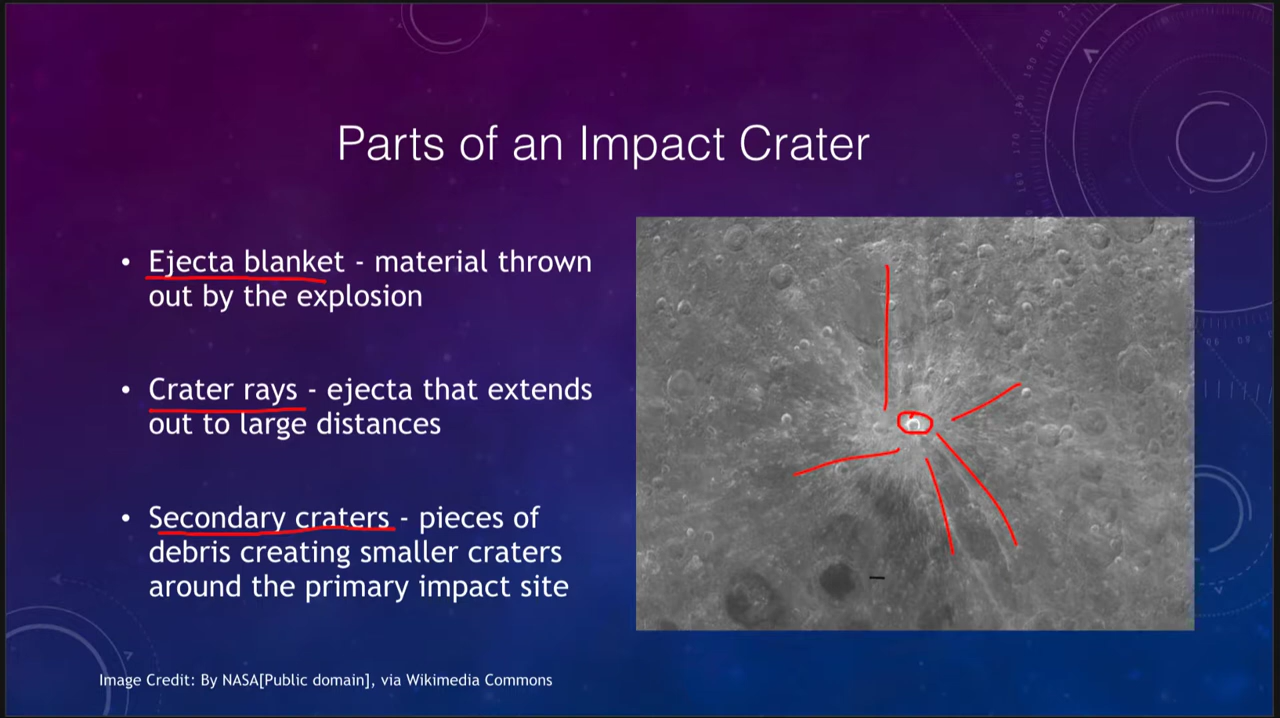 Parts of an Impact Crater
• Ejecta blanket - material thrown
out by the explosion
• Crater rays - ejecta that extends
out to large distances
• Secondary craters - pieces of
debris creating smaller craters
around the primary impact site
Image Credit: By NASA[Public domain], via Wikimedia Commons